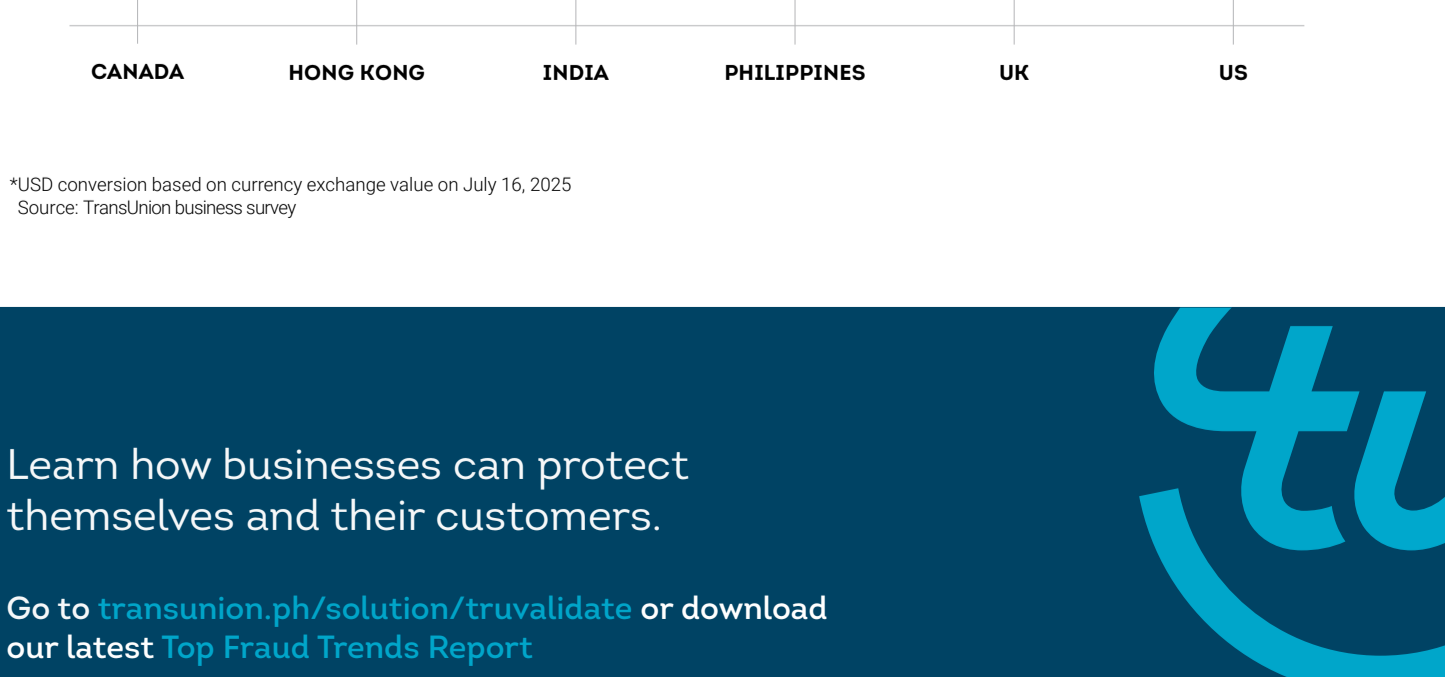 CANADA HONG KONG INDIA PHILIPPINES UK US
*USD conversion based on currency exchange value on July 16, 2025
Source: TransUnion business survey
Learn how businesses can protect
themselves and their customers.
Go to transunion.ph/solution/truvalidate or download
our latest Top Fraud Trends Report
tu